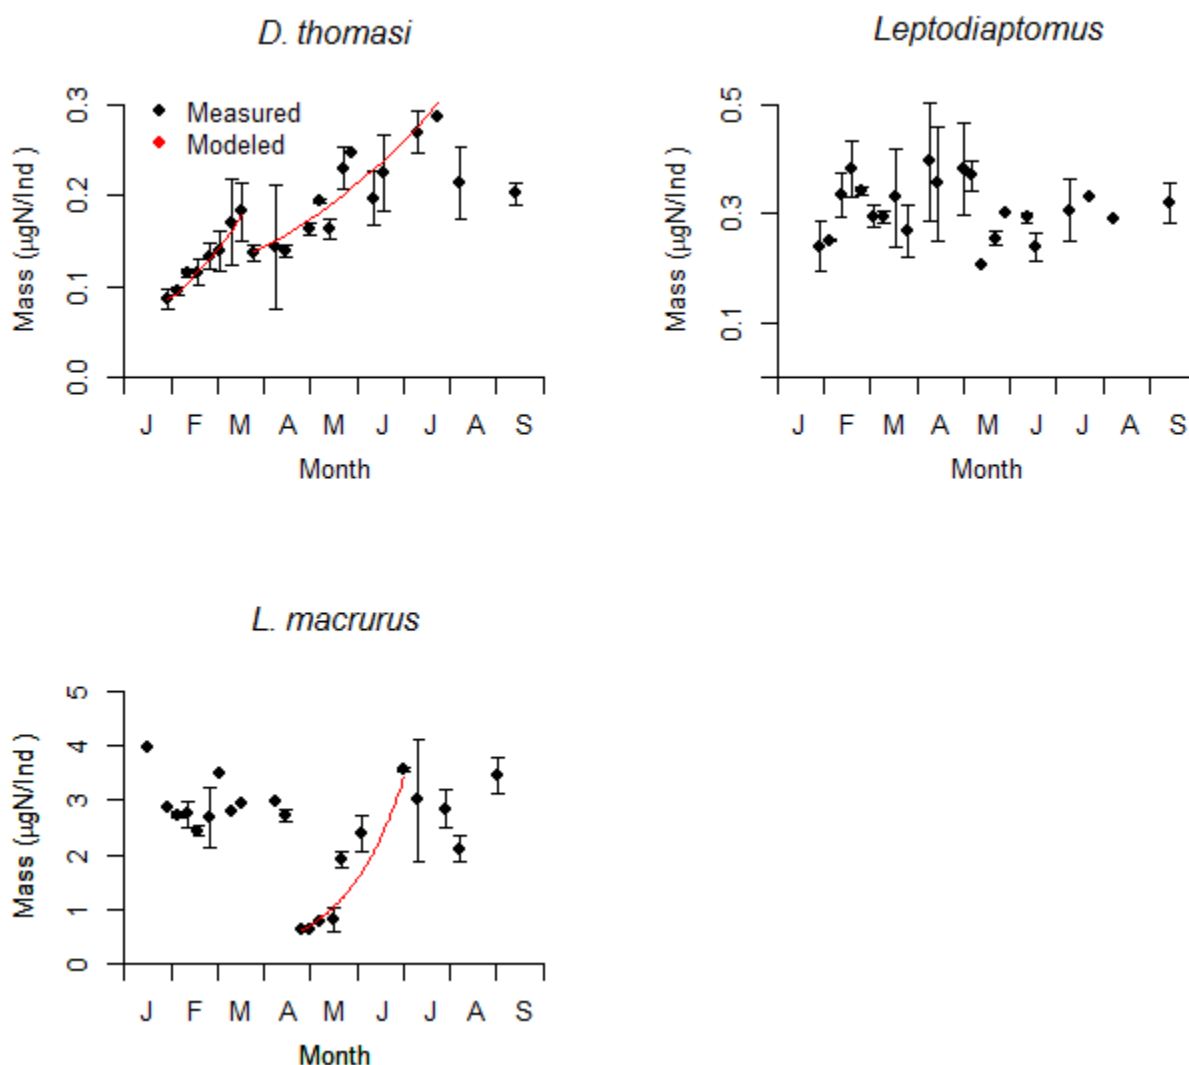 D. thomasi
0.3
0.2
0.1
0.0
Mass (µgN/Ind )
Measured
Modeled
J F M A M J J A S
Month
Leptodiaptomus
0.5
0.3
0.1
Mass (µgN/Ind )
J F M A M J J A S
Month
L. macrurus
5
4
3
2
1
0
Mass (µgN/Ind )
J F M A M J J A S
Month